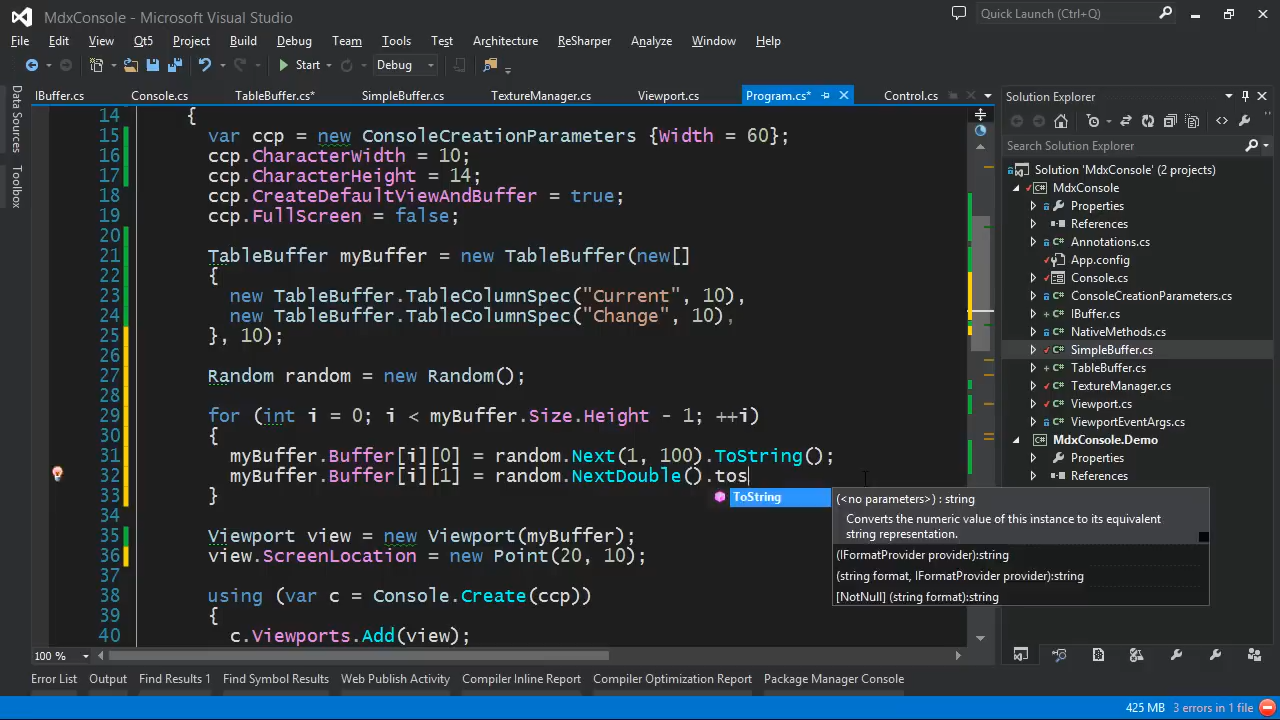 MdxConsole - Microsoft Visual Studio
Quick Launch (Ctrl+Q)
File Edit View Qt5 Project Build Debug Team Tools Test Architecture ReSharper Analyze Window Help
Start Debug
IBuffer.cs Console.cs TableBuffer.cs* SimpleBuffer.cs TextureManager.cs Viewport.cs Program.cs* Control.cs
Data Sources
Toolbox
14 {
15 var ccp = new ConsoleCreationParameters {Width = 60};
16 ccp.CharacterWidth = 10;
17 ccp.CharacterHeight = 14;
18 ccp.CreateDefaultViewAndBuffer = true;
19 ccp.FullScreen = false;
20
21 TableBuffer myBuffer = new TableBuffer(new[]
22 {
23 new TableBuffer.TableColumnSpec("Current", 10),
24 new TableBuffer.TableColumnSpec("Change", 10),
25 }, 10);
26
27 Random random = new Random();
28
29 for (int i = 0; i < myBuffer.Size.Height - 1; ++i)
30 {
31 myBuffer.Buffer[i][0] = random.Next(1, 100).ToString();
32 myBuffer.Buffer[i][1] = random.NextDouble().tos
33 }
34
35 Viewport view = new Viewport(myBuffer);
36 view.ScreenLocation = new Point(20, 10);
37
38 using (var c = Console.Create(ccp))
39 {
40 c.Viewports.Add(view);
ToString
(<no parameters>) : string
Converts the numeric value of this instance to its equivalent
string representation.
(IFormatProvider provider):string
(string format, IFormatProvider provider):string
[NotNull] (string format):string
100 %
Solution Explorer
Search Solution Explorer
Solution 'MdxConsole' (2 projects)
MdxConsole
Properties
References
Annotations.cs
App.config
Console.cs
ConsoleCreationParameters.cs
IBuffer.cs
NativeMethods.cs
SimpleBuffer.cs
TableBuffer.cs
TextureManager.cs
Viewport.cs
ViewportEventArgs.cs
MdxConsole.Demo
Properties
References
Error List Output Find Results 1 Find Symbol Results Web Publish Activity Compiler Inline Report Compiler Optimization Report Package Manager Console
425 MB 3 errors in 1 file